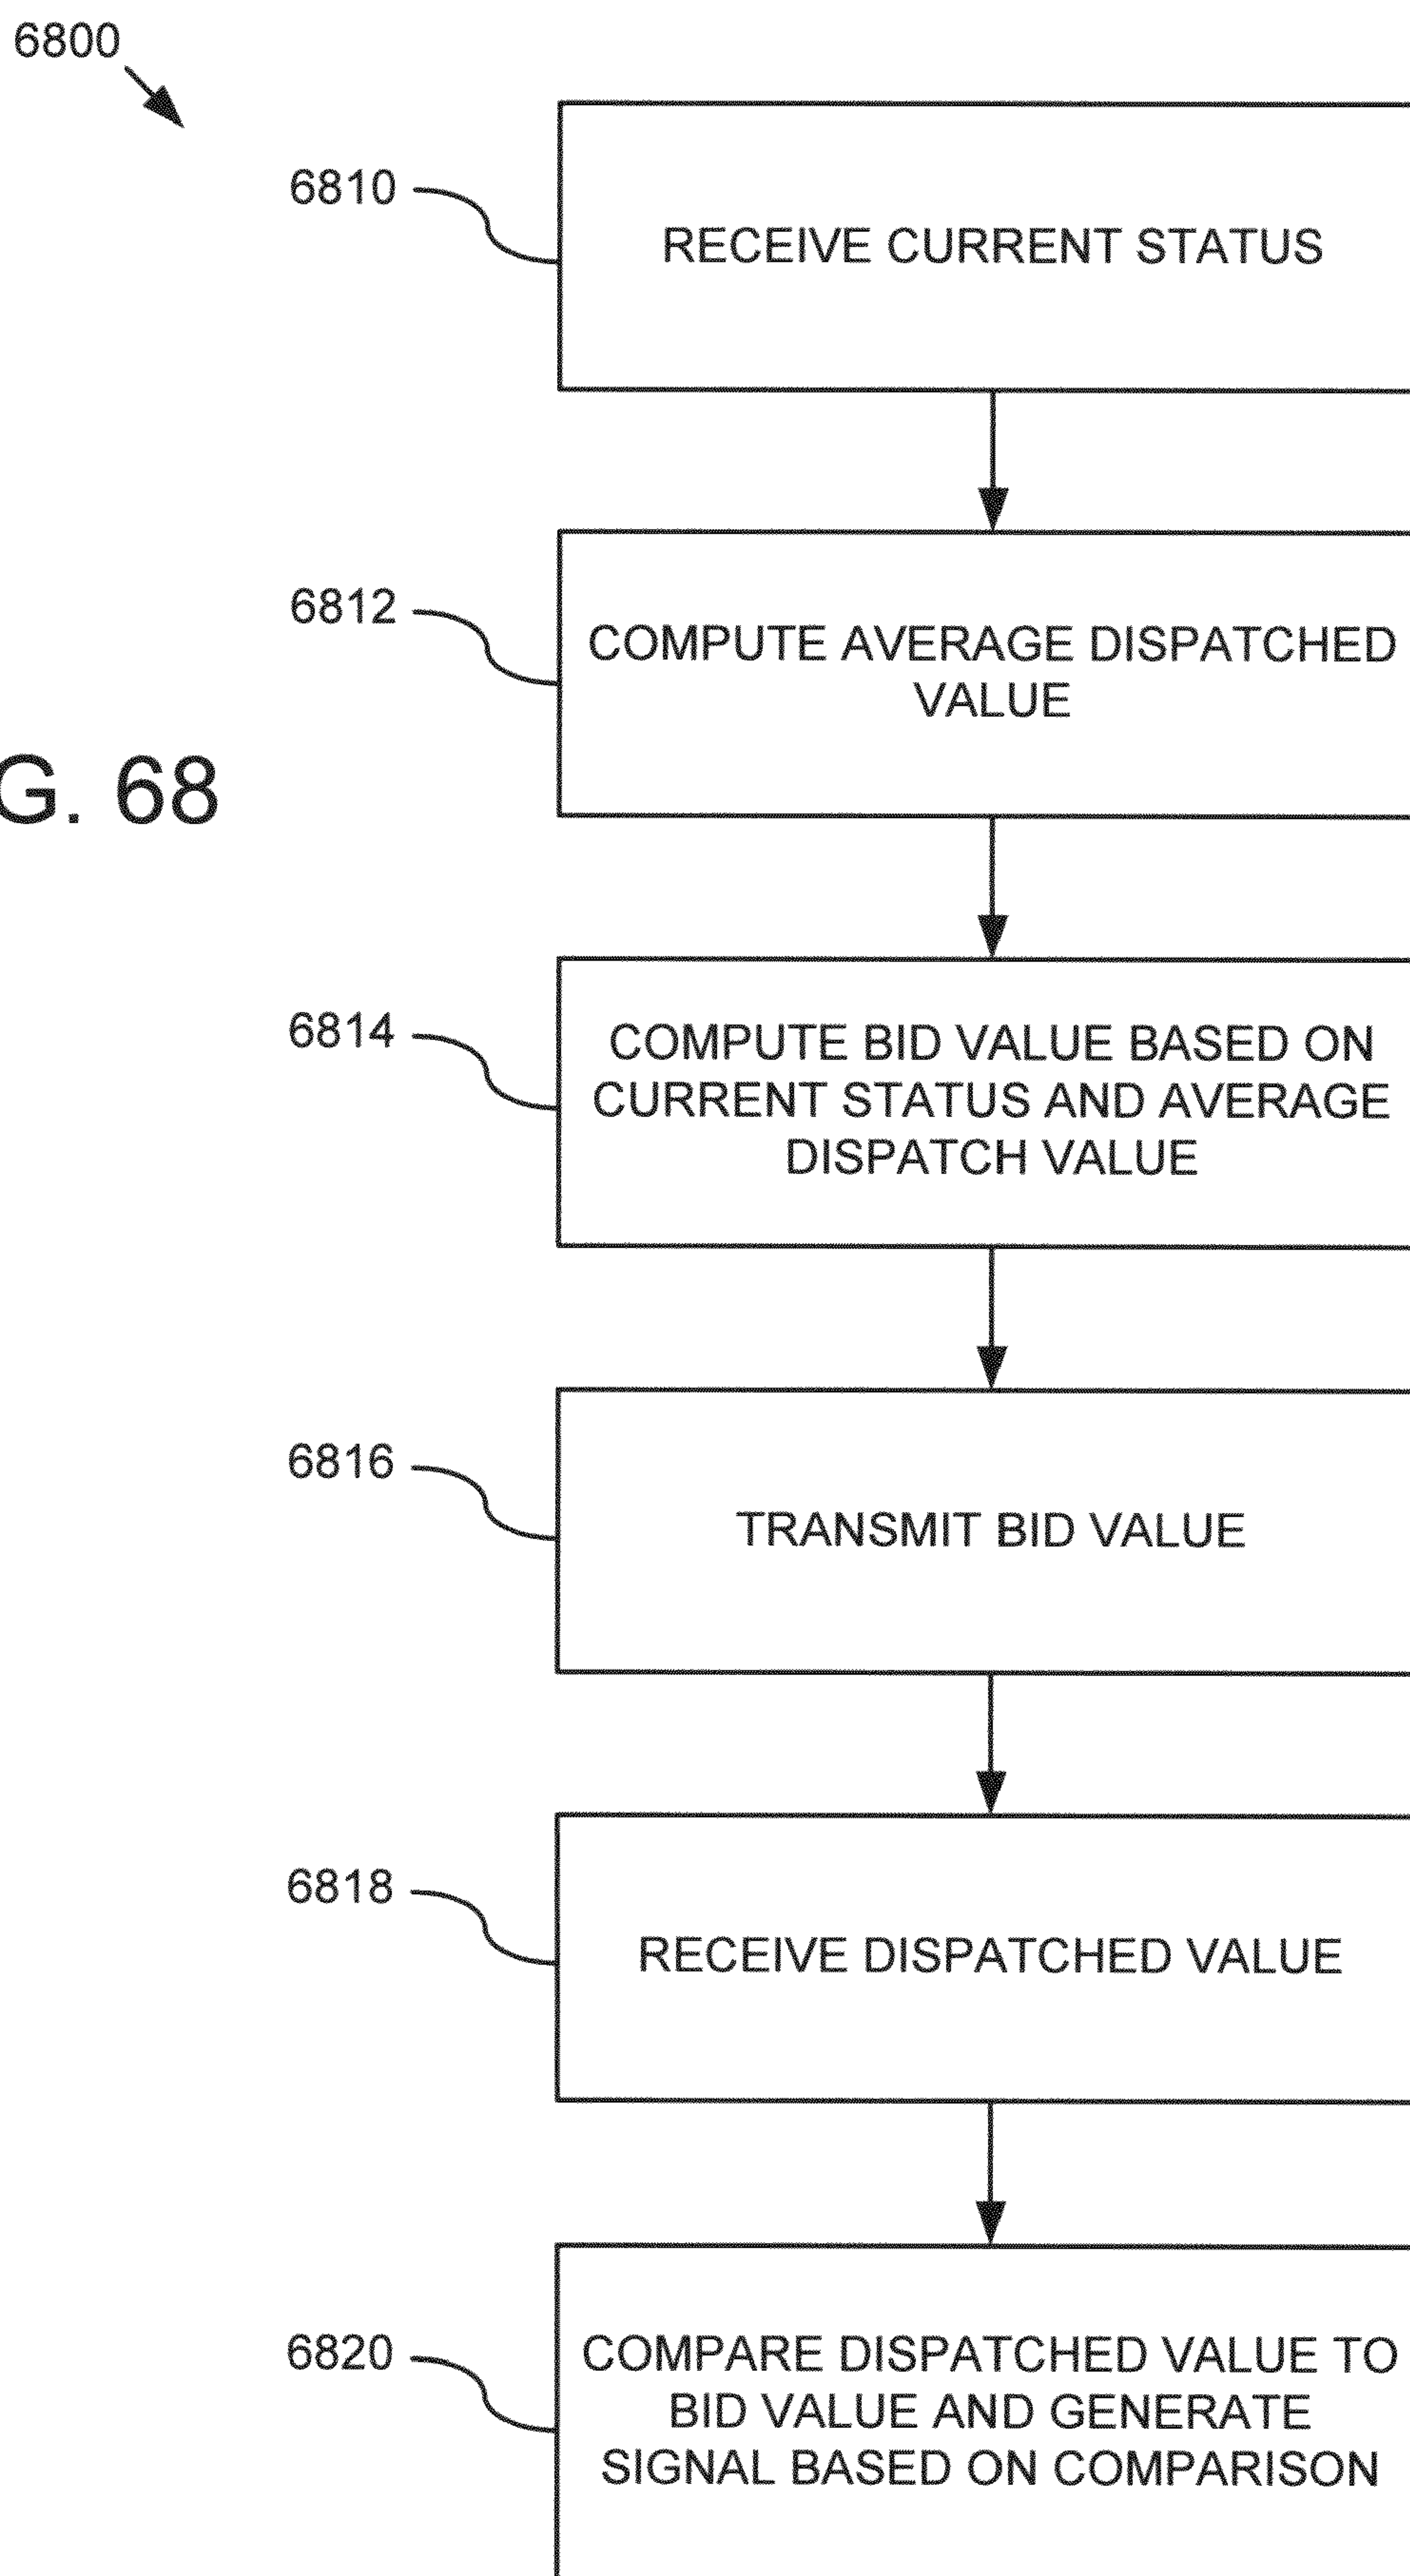 6800
6810
RECEIVE CURRENT STATUS
6812
COMPUTE AVERAGE DISPATCHED
VALUE
G. 68
6814
COMPUTE BID VALUE BASED ON
CURRENT STATUS AND AVERAGE
DISPATCH VALUE
6816
TRANSMIT BID VALUE
6818
RECEIVE DISPATCHED VALUE
6820
COMPARE DISPATCHED VALUE TO
BID VALUE AND GENERATE
SIGNAL BASED ON COMPARISON